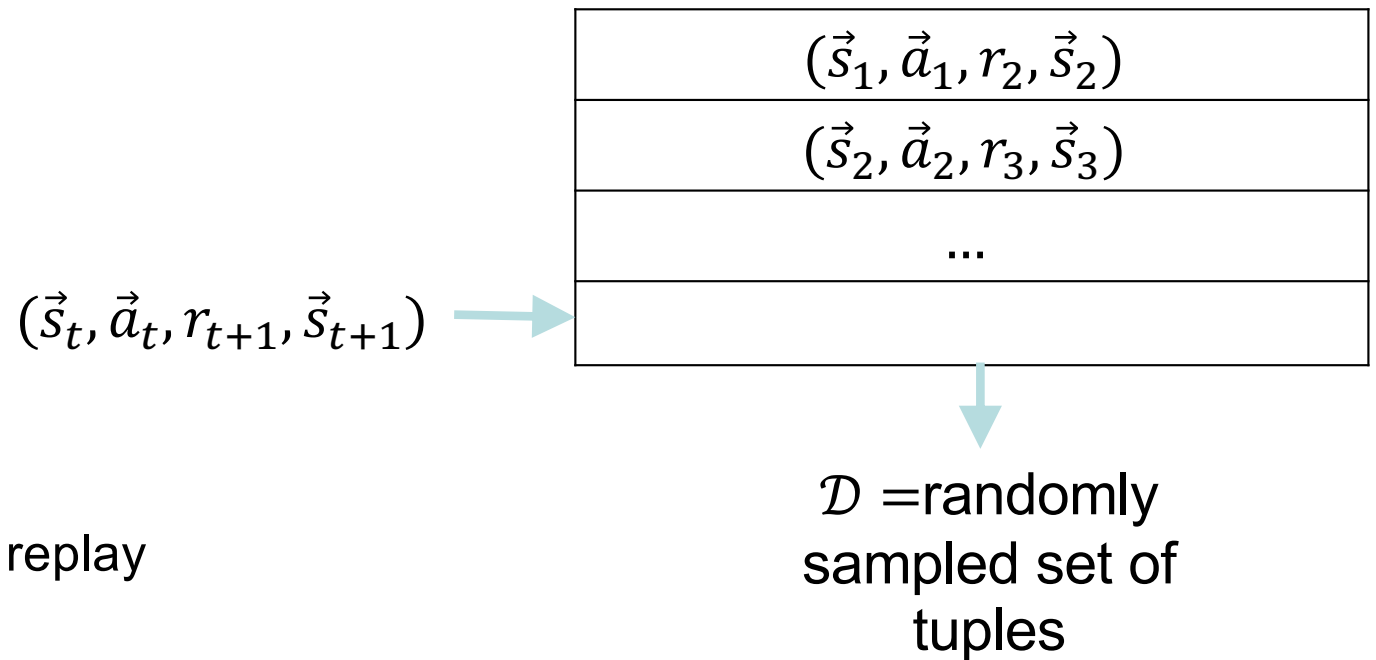 (s⃗₁, a⃗₁, r₂, s⃗₂)
(s⃗₂, a⃗₂, r₃, s⃗₃)
...
(s⃗ₜ, a⃗ₜ, rₜ₊₁, s⃗ₜ₊₁)
𝒟 =randomly
replay
sampled set of
tuples